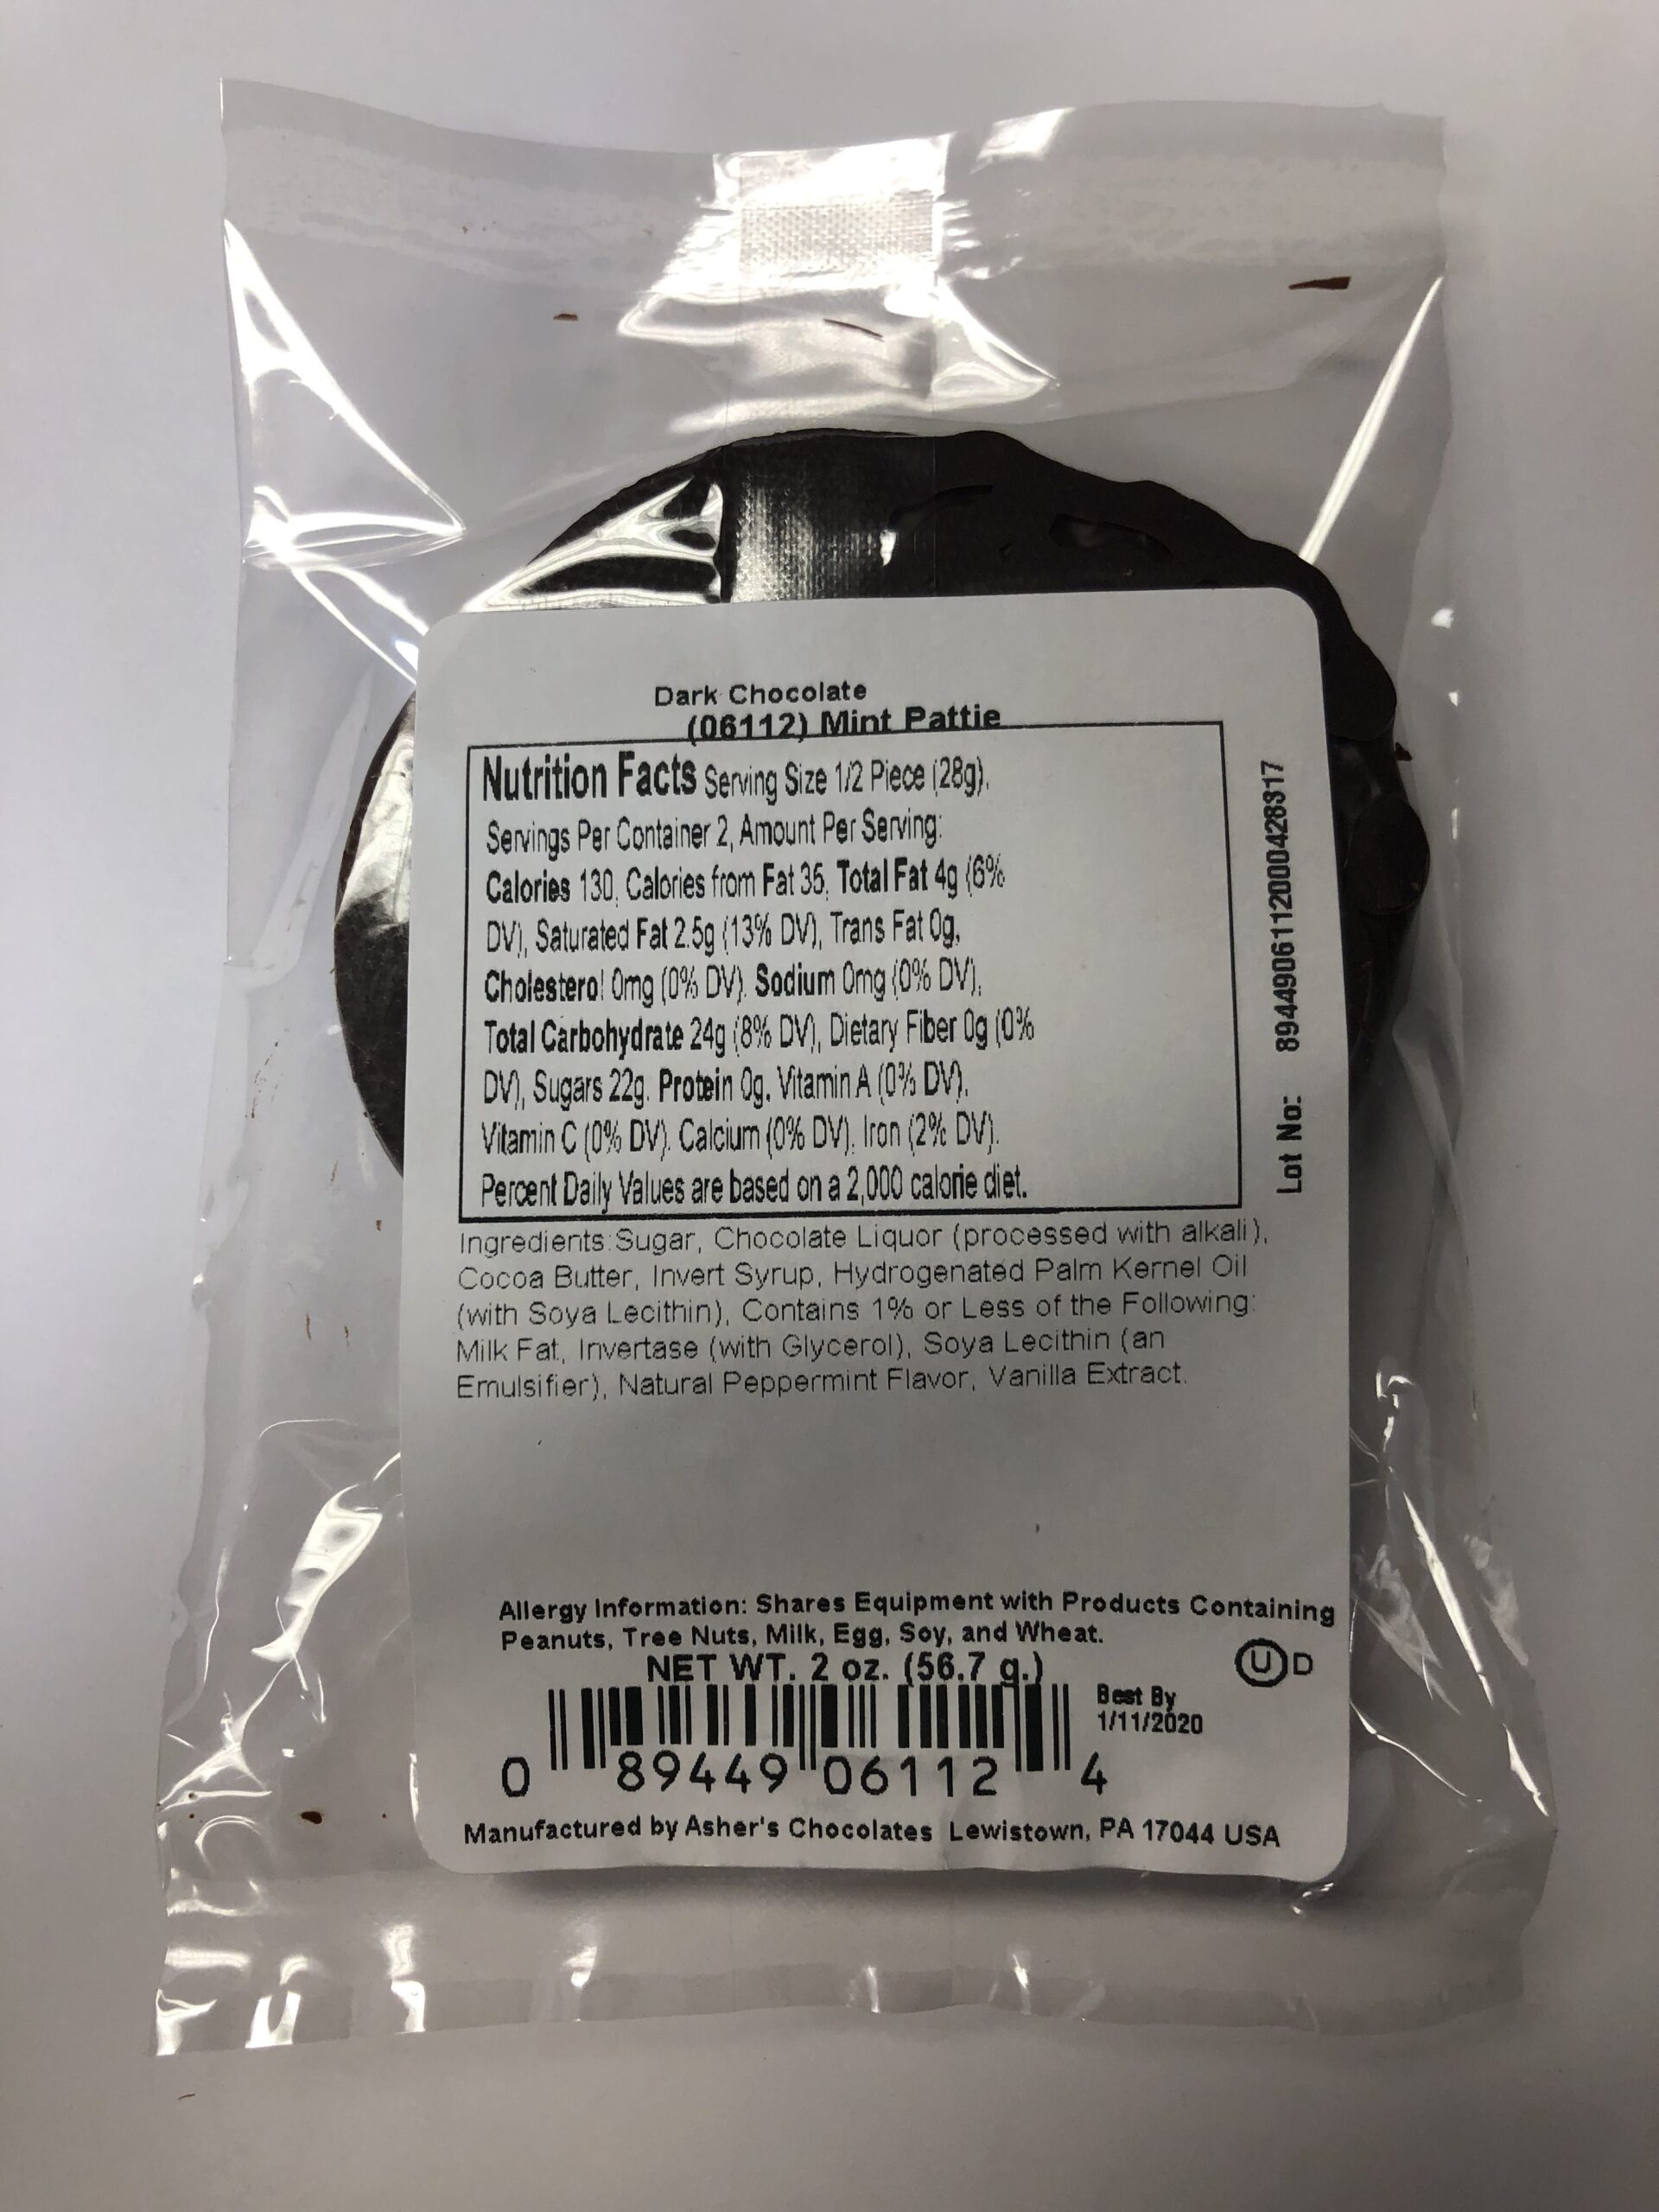 Dark Chocolate
(06112) Mint Pattie
Nutrition Facts Serving Size 1/2 Piece (28g),
Servings Per Container 2, Amount Per Serving:
Calories 130, Calories from Fat 35, Total Fat 4g (6%
DV), Saturated Fat 2.5g (13% DV), Trans Fat 0g,
Cholesterol 0mg (0% DV), Sodium 0mg (0% DV),
Total Carbohydrate 24g (8% DV), Dietary Fiber 0g (0%
DV), Sugars 22g, Protein 0g, Vitamin A (0% DV),
Vitamin C (0% DV), Calcium (0% DV), Iron (2% DV).
Percent Daily Values are based on a 2,000 calorie diet.
Lot No: 894490611200428317
Ingredients:Sugar, Chocolate Liquor (processed with alkali),
Cocoa Butter, Invert Syrup, Hydrogenated Palm Kernel Oil
(with Soya Lecithin), Contains 1% or Less of the Following:
Milk Fat, Invertase (with Glycerol), Soya Lecithin (an
Emulsifier), Natural Peppermint Flavor, Vanilla Extract.
Allergy Information: Shares Equipment with Products Containing
Peanuts, Tree Nuts, Milk, Egg, Soy, and Wheat.
NET WT. 2 oz. (56.7 g.)
U D
Best By
1/11/2020
0 89449 06112 4
Manufactured by Asher's Chocolates Lewistown, PA 17044 USA